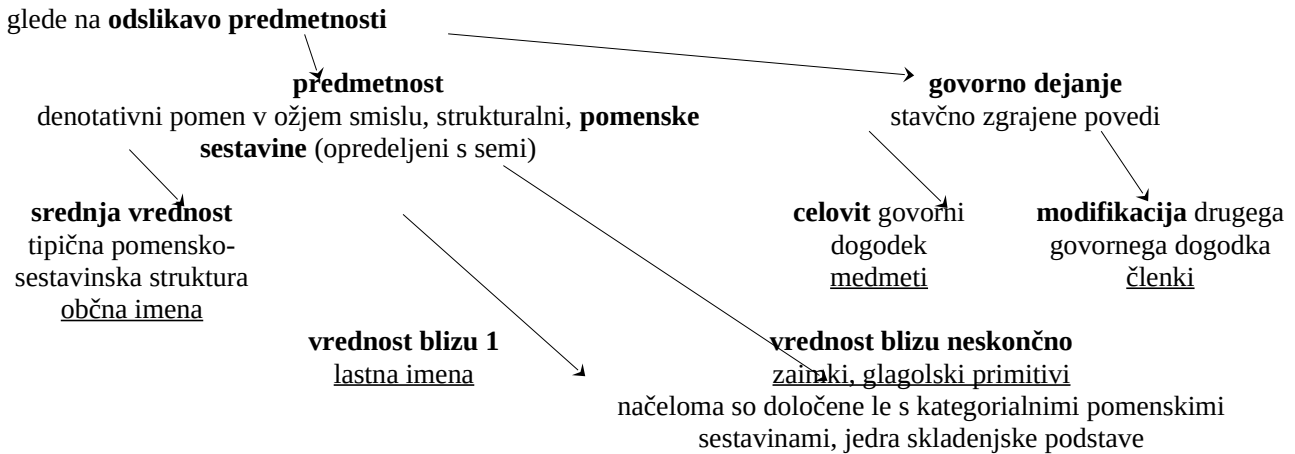 glede na odslikavo predmetnosti
predmetnost
denotativni pomen v ožjem smislu, strukturalni, pomenske
sestavine (opredeljeni s semi)
govorno dejanje
stavčno zgrajene povedi
srednja vrednost
tipična pomensko-
sestavinska struktura
občna imena
celovit govorni
dogodek
medmeti
modifikacija drugega
govornega dogodka
členki
vrednost blizu 1
lastna imena
vrednost blizu neskončno
zaimki, glagolski primitivi
načeloma so določene le s kategorialnimi pomenskimi
sestavinami, jedra skladenjske podstave